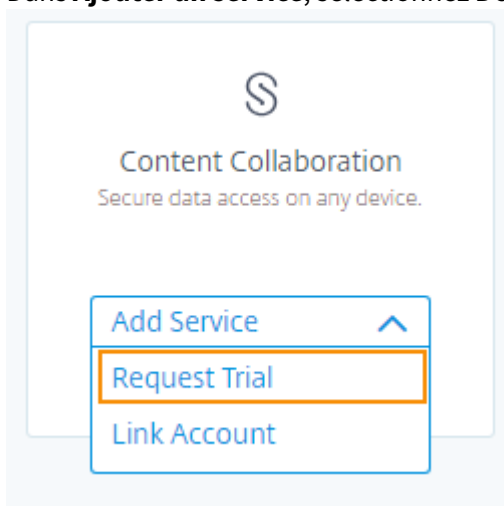 Content Collaboration
Secure data access on any device.
Add Service
Request Trial
Link Account